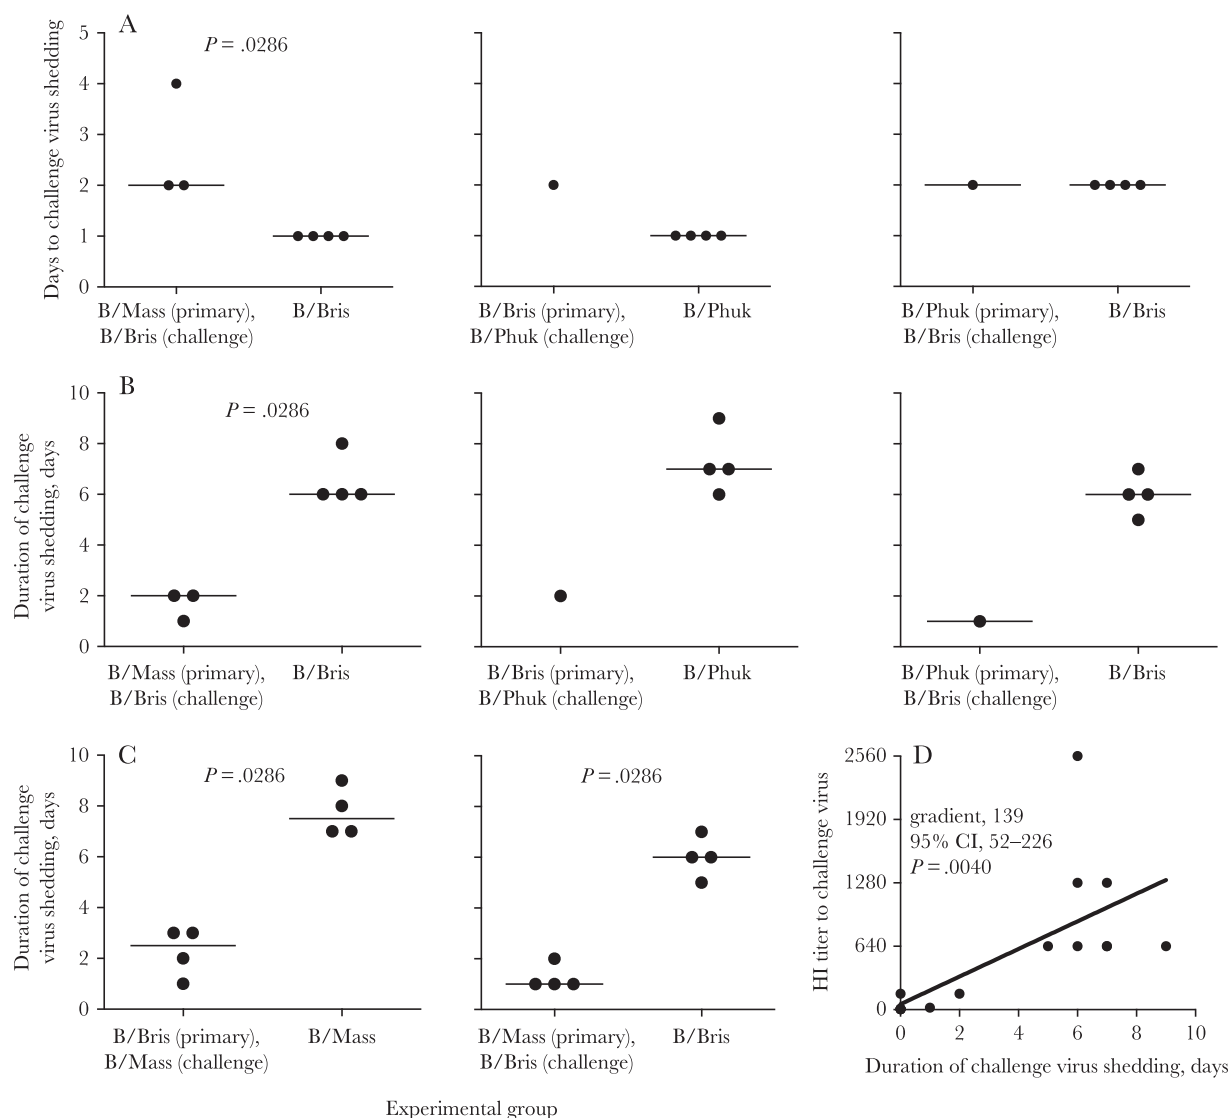 A
P = .0286
Days to challenge virus shedding
5
4
3
2
1
0
B/Mass (primary),
B/Bris (challenge)
B/Bris
B/Bris (primary),
B/Phuk (challenge)
B/Phuk
B/Phuk (primary),
B/Bris (challenge)
B/Bris
B
P = .0286
Duration of challenge
virus shedding, days
10
8
6
4
2
0
B/Mass (primary),
B/Bris (challenge)
B/Bris
B/Bris (primary),
B/Phuk (challenge)
B/Phuk
B/Phuk (primary),
B/Bris (challenge)
B/Bris
C
P = .0286
Duration of challenge
virus shedding, days
10
8
6
4
2
0
B/Bris (primary),
B/Mass (challenge)
B/Mass
P = .0286
B/Mass (primary),
B/Bris (challenge)
B/Bris
Experimental group
D
HI titer to challenge virus
2560
1920
1280
640
0
gradient, 139
95% CI, 52–226
P = .0040
0
2
4
6
8
10
Duration of challenge virus shedding, days